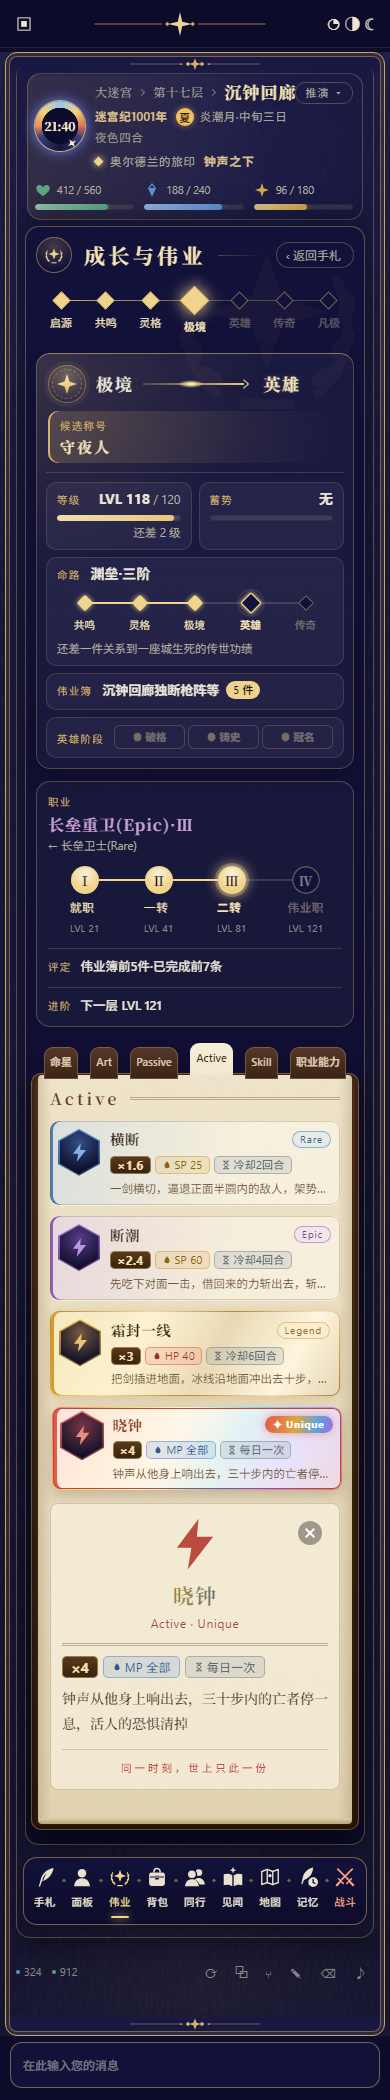 大迷宫 > 第十七层 > 沉钟回廊 推演
21:40
迷宫纪1001年 夏 炎潮月·中旬三日
夜色四合
奥尔德兰的旅印 钟声之下
412 / 560 188 / 240 96 / 180
成长与伟业 ‹ 返回手札
启源 共鸣 灵格 极境 英雄 传奇 凡极
极境 英雄
候选称号
守夜人
等级 LVL 118 / 120
还差 2 级
蓄势 无
命路 渊垒·三阶
共鸣 灵格 极境 英雄 传奇
还差一件关系到一座城生死的传世功绩
伟业簿 沉钟回廊独断枪阵等 5 件
英雄阶段 破格 铸史 冠名
职业
长垒重卫(Epic)·III
← 长垒卫士(Rare)
I II III IV
就职 一转 二转 伟业职
LVL 21 LVL 41 LVL 81 LVL 121
评定 伟业簿前5件·已完成前7条
进阶 下一层 LVL 121
命星 Art Passive Active Skill 职业能力
Active
横断 Rare
×1.6 SP 25 冷却2回合
一剑横切，逼退正面半圆内的敌人，架势…
断潮 Epic
×2.4 SP 60 冷却4回合
先吃下对面一击，借回来的力斩出去，斩…
霜封一线 Legend
×3 HP 40 冷却6回合
把剑插进地面，冰线沿地面冲出去十步，…
晓钟 Unique
×4 MP 全部 每日一次
钟声从他身上响出去，三十步内的亡者停…
晓钟
Active · Unique
×4 MP 全部 每日一次
钟声从他身上响出去，三十步内的亡者停一
息，活人的恐惧清掉
同一时刻，世上只此一份
手札 面板 伟业 背包 同行 见闻 地图 记忆 战斗
324 912
在此输入您的消息